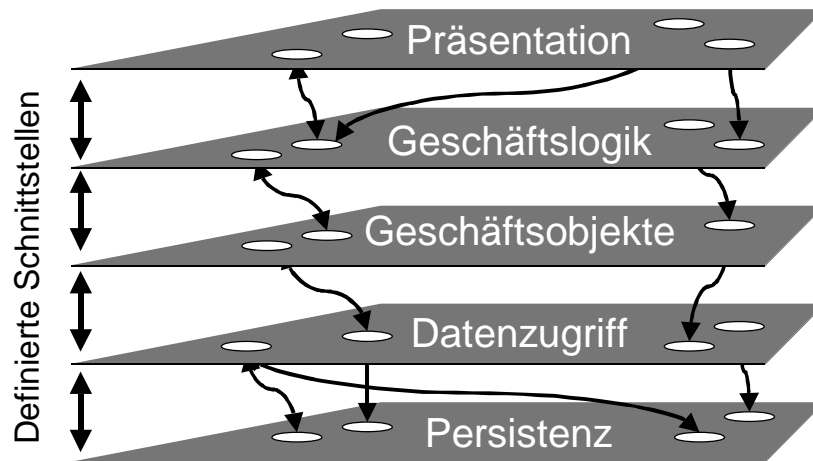 Präsentation
Geschäftslogik
Geschäftsobjekte
Datenzugriff
Persistenz
Definierte Schnittstellen